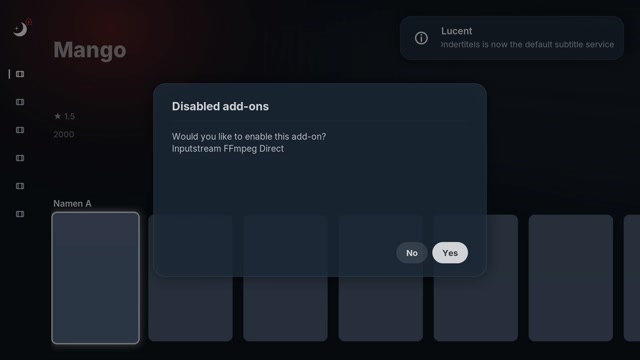 Mango
Lucent
Indertitels is now the default subtitle service
★ 1.5
2000
Disabled add-ons
Would you like to enable this add-on?
Inputstream FFmpeg Direct
No
Yes
Namen A